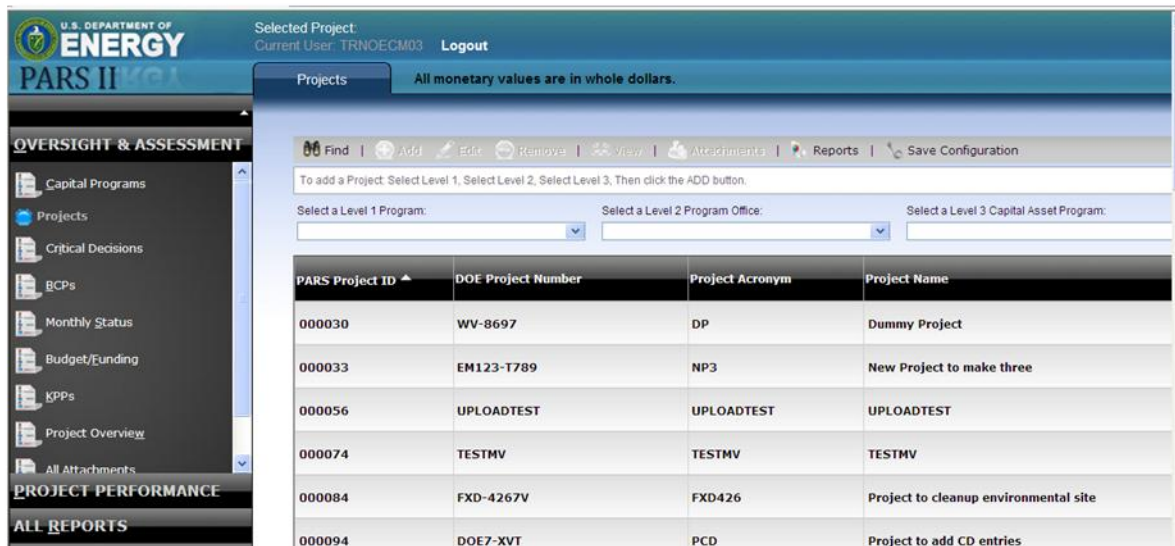 U.S. DEPARTMENT OF
ENERGY
PARS II
Selected Project:
Current User: TRNOECM03 Logout
Projects All monetary values are in whole dollars.
OVERSIGHT & ASSESSMENT
Capital Programs
Projects
Critical Decisions
BCPs
Monthly Status
Budget/Funding
KPPs
Project Overview
All Attachments
PROJECT PERFORMANCE
ALL REPORTS
Find | Add Edit Remove | View | Attachments | Reports | Save Configuration
To add a Project: Select Level 1, Select Level 2, Select Level 3, Then click the ADD button.
Select a Level 1 Program: Select a Level 2 Program Office: Select a Level 3 Capital Asset Program:
PARS Project ID DOE Project Number Project Acronym Project Name
000030 WV-8697 DP Dummy Project
000033 EM123-T789 NP3 New Project to make three
000056 UPLOADTEST UPLOADTEST UPLOADTEST
000074 TESTMV TESTMV TESTMV
000084 FXD-4267V FXD426 Project to cleanup environmental site
000094 DOE7-XVT PCD Project to add CD entries